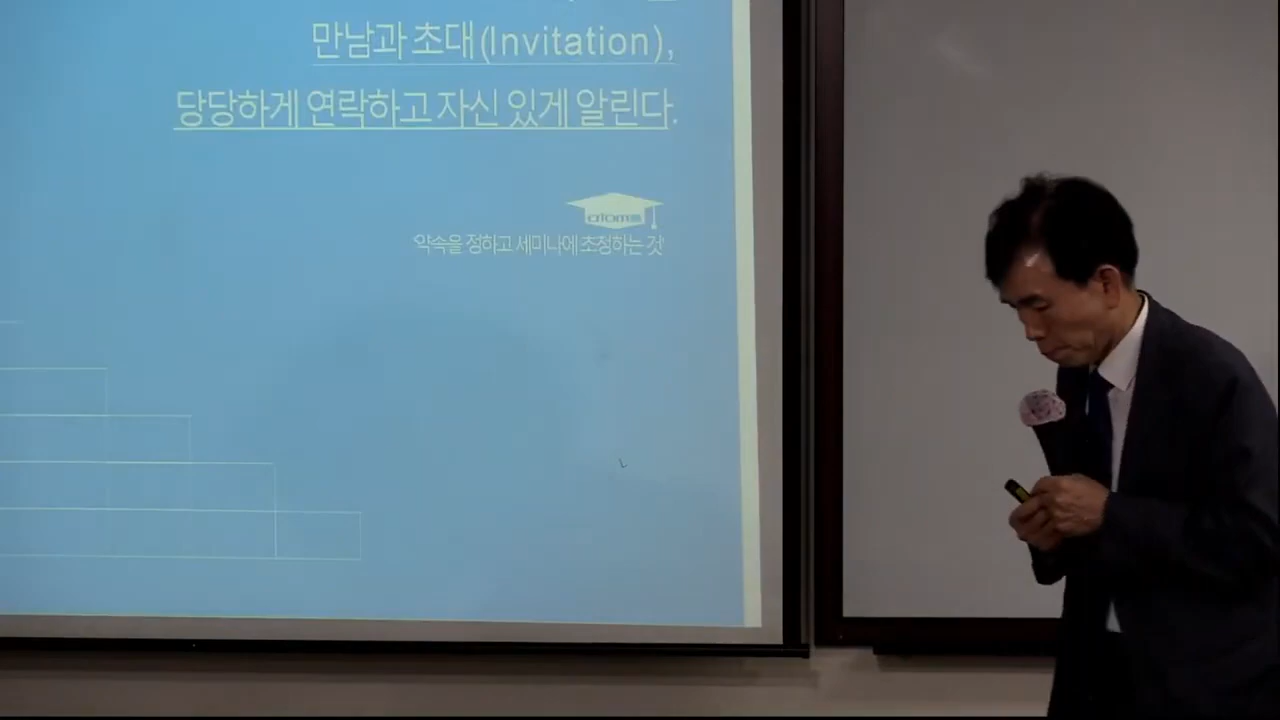 만남과 초대(Invitation),
당당하게 연락하고 자신 있게 알린다.
'약속을 정하고 세미나에 초청하는 것'